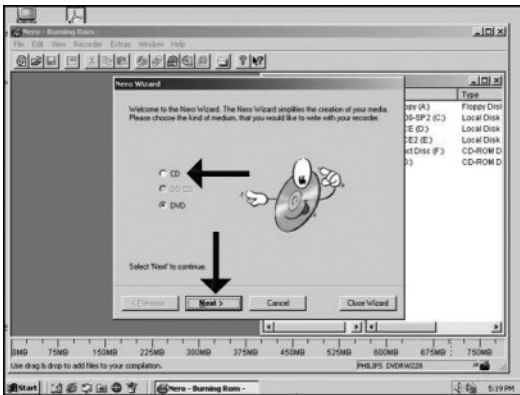 Nero - Burning Rom -
File Edit View Recorder Extras Window Help
Nero Wizard
Welcome to the Nero Wizard. The Nero Wizard simplifies the creation of your media.
Please choose the kind of medium, that you would like to write with your recorder.
CD
DD CD
DVD
Select 'Next' to continue.
< Previous Next > Cancel Close Wizard
Type
Floppy Disk
Local Disk
Local Disk
Local Disk
CD-ROM D
CD-ROM D
0MB 75MB 150MB 225MB 300MB 375MB 450MB 525MB 600MB 675MB 750MB
Use drag & drop to add files to your compilation. PHILIPS DVDRW228
Start Nero - Burning Rom - 5:19 PM